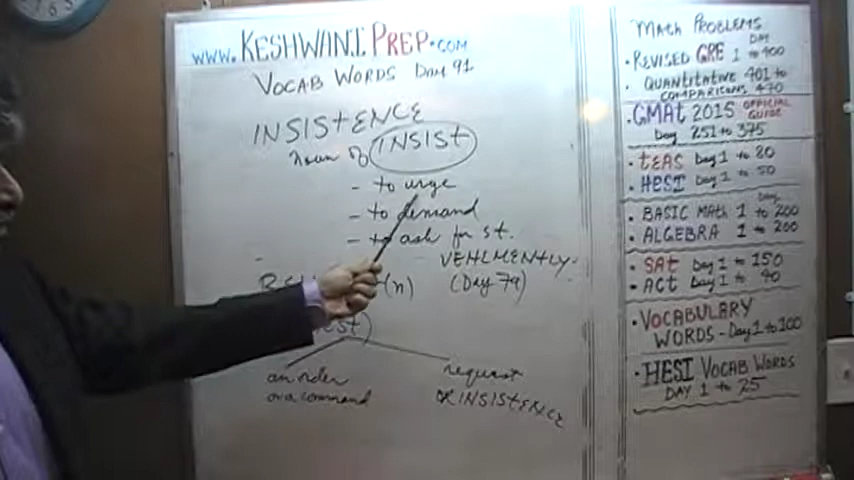 www.KESHWANIPREP.COM
VOCAB WORDS DAY 91
INSISTENCE
noun of INSIST
- to urge
- to demand
- to ask for st.
VEHEMENTLY.
(n) (Day 79)
an order
or a command
request
OR INSISTENCE
MATH PROBLEMS
DAY
• REVISED GRE 1 to 400
• QUANTITATIVE 401 to
COMPARISONS 470
• GMAt 2015 OFFICIAL
GUIDE
Day 251 to 375
• tEAS Day 1 to 20
• HESI Day 1 to 50
Day
• BASIC MAtH 1 to 200
• ALGEBRA 1 to 200
• SAt Day 1 to 150
• ACt Day 1 to 90
• VOCABULARY
WORDS - Day 1 to 100
• HESI VOCAB WORDS
DAY 1 to 25